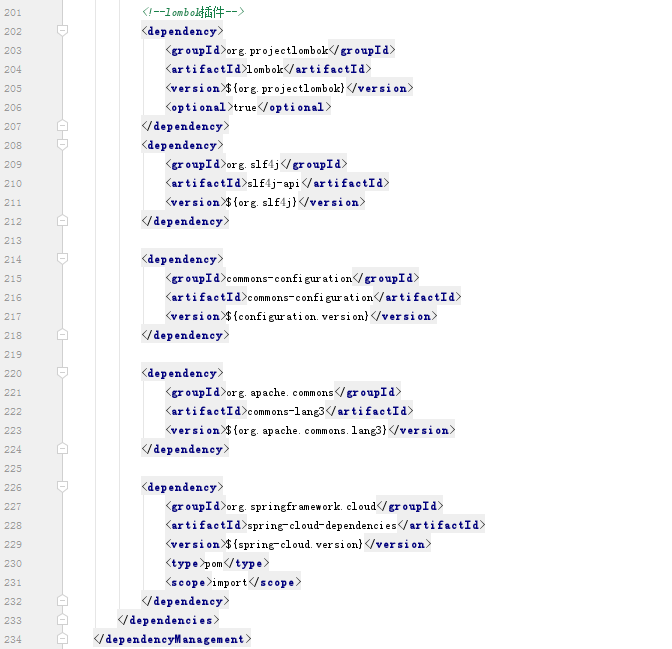 201 <!--lombok插件-->
202 <dependency>
203 <groupId>org.projectlombok</groupId>
204 <artifactId>lombok</artifactId>
205 <version>${org.projectlombok}</version>
206 <optional>true</optional>
207 </dependency>
208 <dependency>
209 <groupId>org.slf4j</groupId>
210 <artifactId>slf4j-api</artifactId>
211 <version>${org.slf4j}</version>
212 </dependency>
213
214 <dependency>
215 <groupId>commons-configuration</groupId>
216 <artifactId>commons-configuration</artifactId>
217 <version>${configuration.version}</version>
218 </dependency>
219
220 <dependency>
221 <groupId>org.apache.commons</groupId>
222 <artifactId>commons-lang3</artifactId>
223 <version>${org.apache.commons.lang3}</version>
224 </dependency>
225
226 <dependency>
227 <groupId>org.springframework.cloud</groupId>
228 <artifactId>spring-cloud-dependencies</artifactId>
229 <version>${spring-cloud.version}</version>
230 <type>pom</type>
231 <scope>import</scope>
232 </dependency>
233 </dependencies>
234 </dependencyManagement>